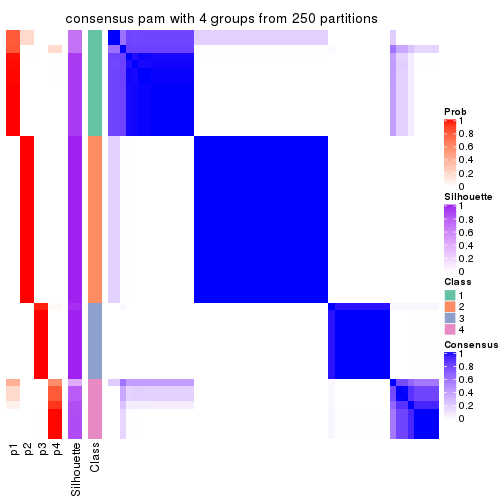 consensus pam with 4 groups from 250 partitions
Prob
1
0.8
0.6
0.4
0.2
0
Silhouette
1
0.8
0.6
0.4
0.2
0
Class
1
2
3
4
Consensus
1
0.8
0.6
0.4
0.2
0
p1
p2
p3
p4
Silhouette
Class